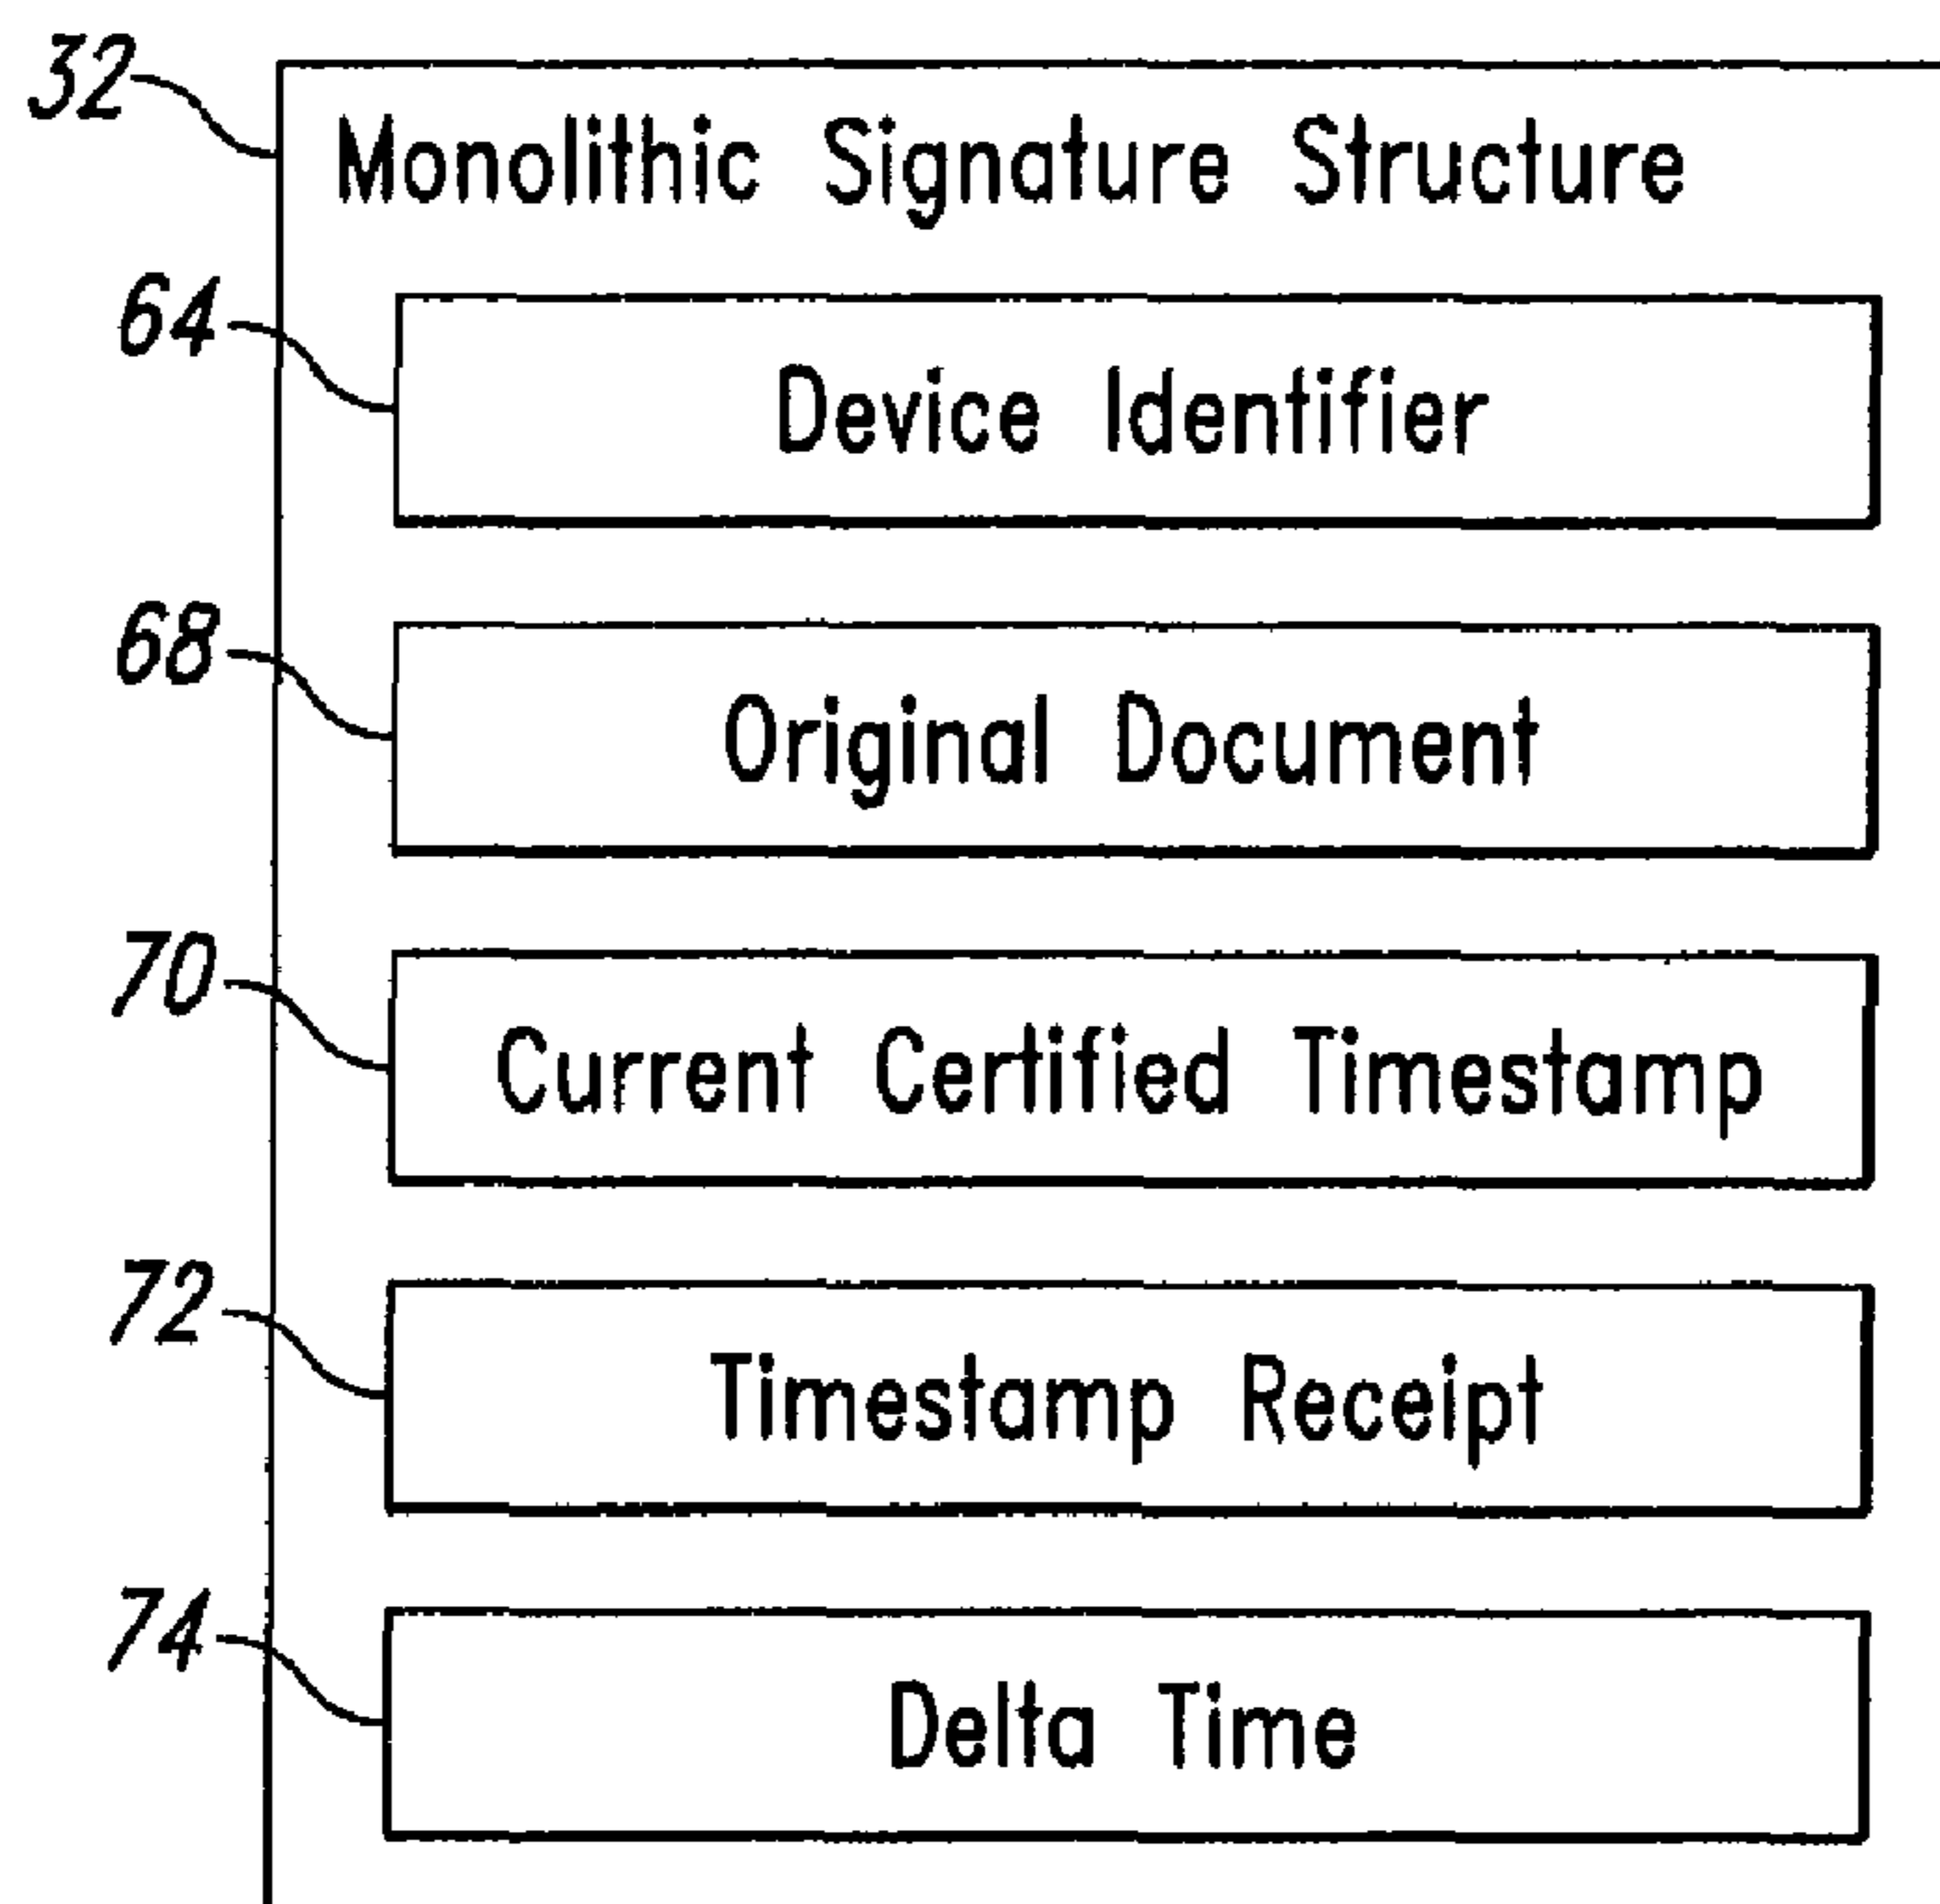 32
Monolithic Signature Structure
64
Device Identifier
68
Original Document
70
Current Certified Timestamp
72
Timestamp Receipt
74
Delta Time